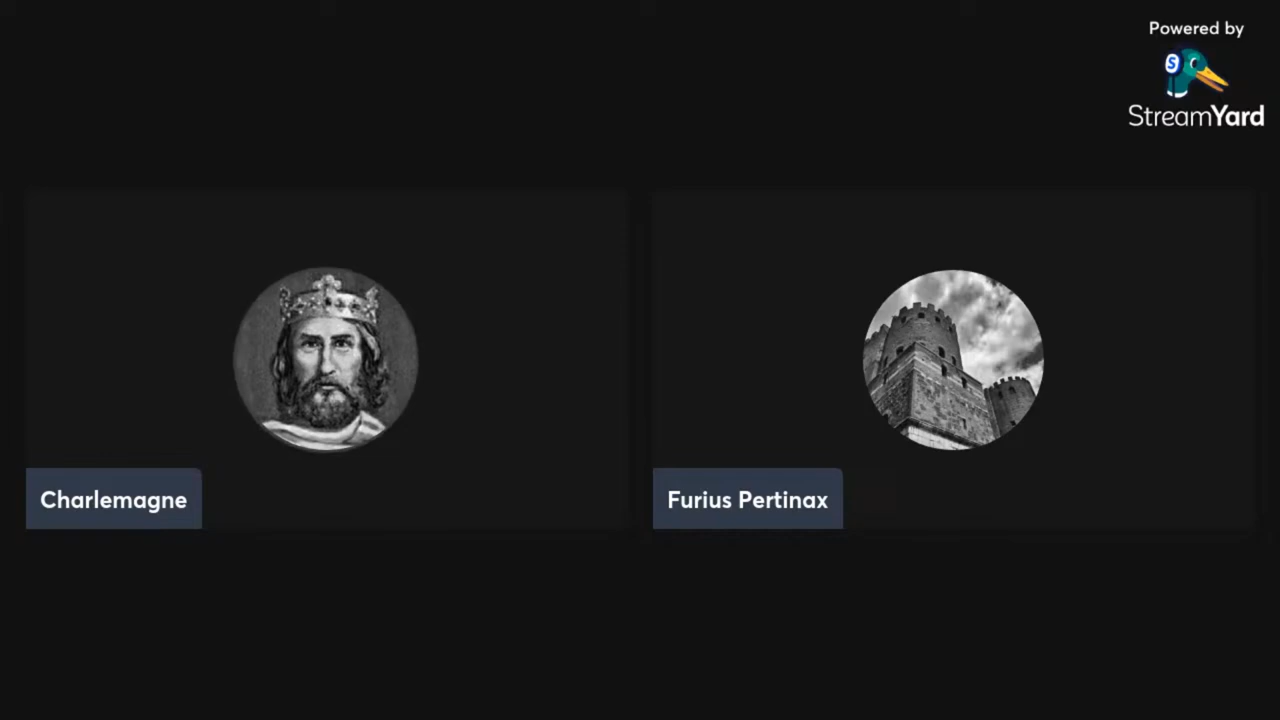 Powered by
S
StreamYard
Charlemagne
Furius Pertinax